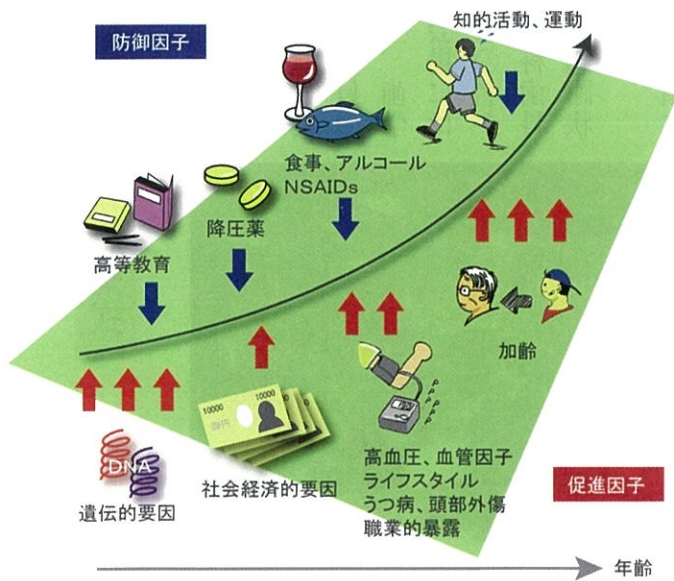 知的活動、運動
防御因子
食事、アルコール
NSAIDs
降圧薬
高等教育
加齢
10000
10000
DNA
遺伝的要因
社会経済的要因
高血圧、血管因子
ライフスタイル
うつ病、頭部外傷
職業的暴露
促進因子
年齢